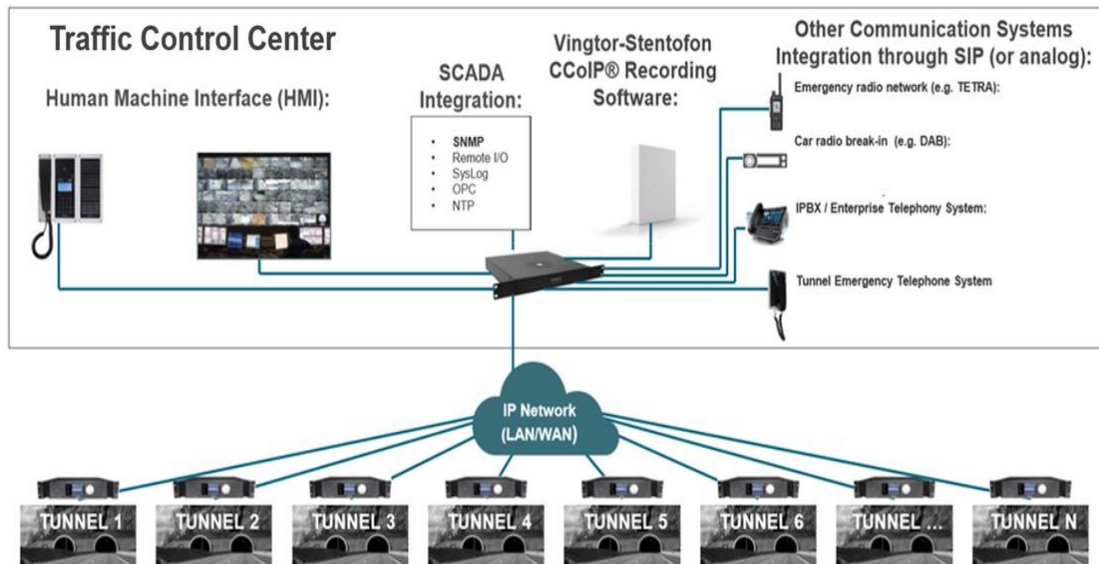 Traffic Control Center
Human Machine Interface (HMI):
SCADA
Integration:
SNMP
Remote I/O
SysLog
OPC
NTP
Vingtor-Stentofon
CCoIP® Recording
Software:
Other Communication Systems
Integration through SIP (or analog):
Emergency radio network (e.g. TETRA):
Car radio break-in (e.g. DAB):
IPBX / Enterprise Telephony System:
Tunnel Emergency Telephone System
IP Network
(LAN/WAN)
TUNNEL 1
TUNNEL 2
TUNNEL 3
TUNNEL 4
TUNNEL 5
TUNNEL 6
TUNNEL ...
TUNNEL N